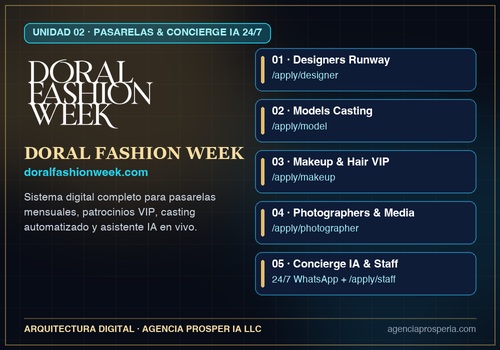 UNIDAD 02 · PASARELAS & CONCIERGE IA 24/7
DORAL
FASHION
WEEK
DORAL FASHION WEEK
doralfashionweek.com
Sistema digital completo para pasarelas
mensuales, patrocinios VIP, casting
automatizado y asistente IA en vivo.
01 · Designers Runway
/apply/designer
02 · Models Casting
/apply/model
03 · Makeup & Hair VIP
/apply/makeup
04 · Photographers & Media
/apply/photographer
05 · Concierge IA & Staff
24/7 WhatsApp + /apply/staff
ARQUITECTURA DIGITAL · AGENCIA PROSPER IA LLC
agenciaprosperia.com